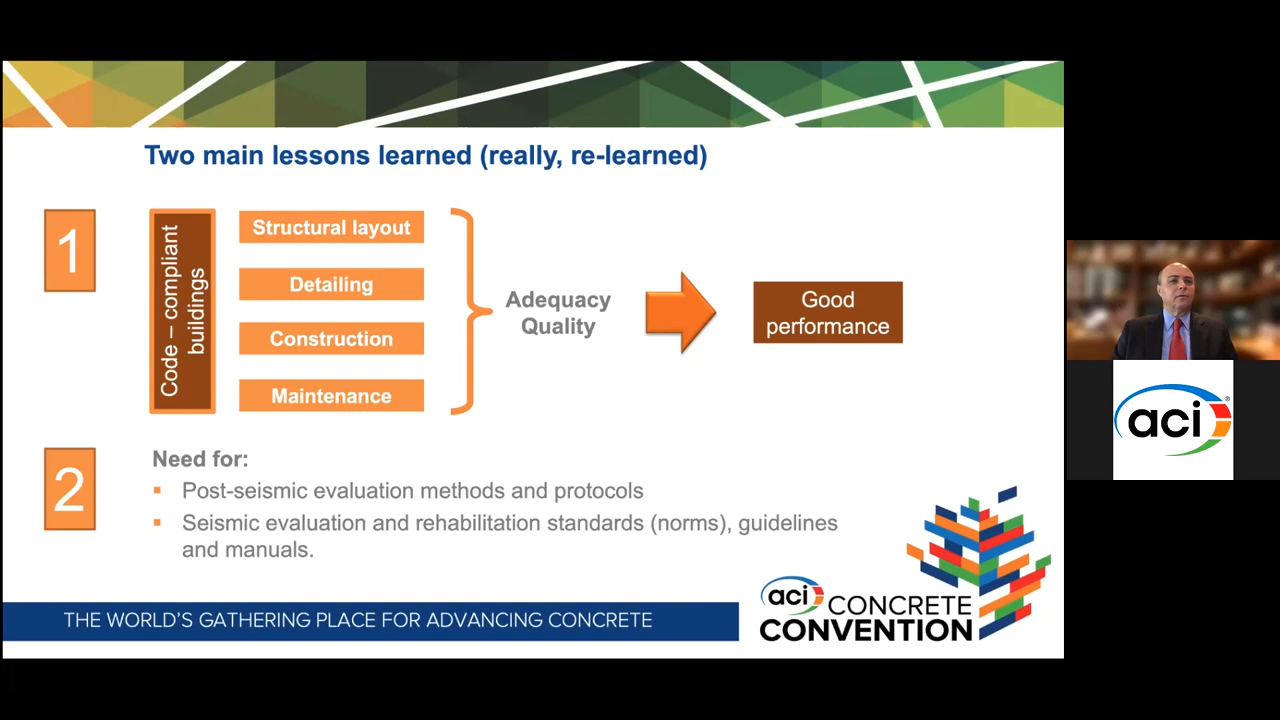 Two main lessons learned (really, re-learned)
1
Code – compliant
buildings
Structural layout
Detailing
Construction
Maintenance
Adequacy
Quality
Good
performance
2
Need for:
▪ Post-seismic evaluation methods and protocols
▪ Seismic evaluation and rehabilitation standards (norms), guidelines
and manuals.
THE WORLD'S GATHERING PLACE FOR ADVANCING CONCRETE
aci CONCRETE
CONVENTION
aci®